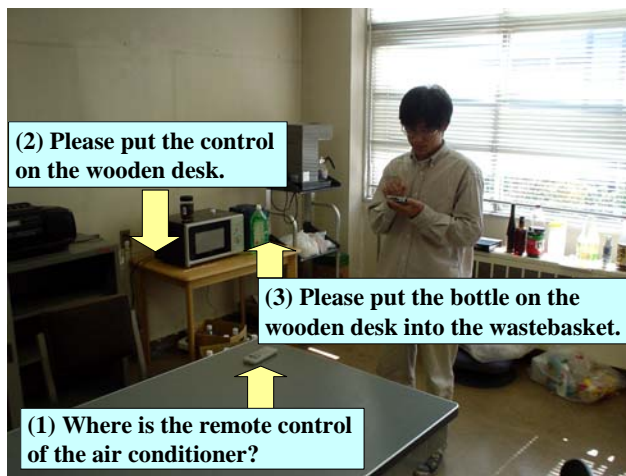 (2) Please put the control
on the wooden desk.
(3) Please put the bottle on the
wooden desk into the wastebasket.
(1) Where is the remote control
of the air conditioner?